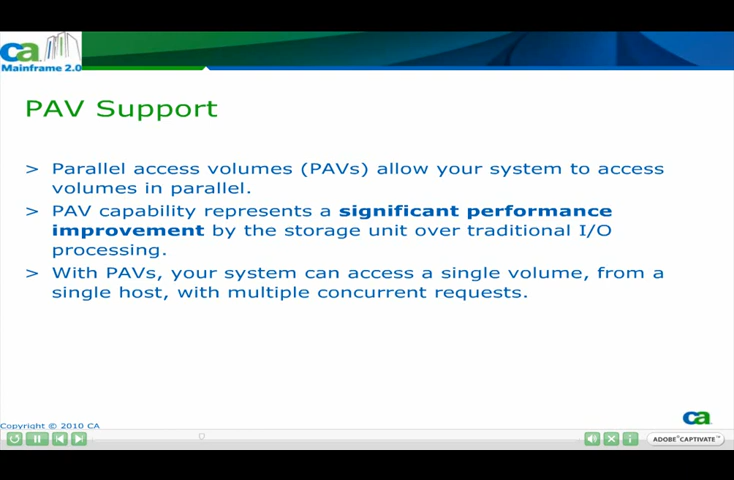 ca
Mainframe 2.0
PAV Support
> Parallel access volumes (PAVs) allow your system to access
volumes in parallel.
> PAV capability represents a significant performance
improvement by the storage unit over traditional I/O
processing.
> With PAVs, your system can access a single volume, from a
single host, with multiple concurrent requests.
ca
Copyright © 2010 CA
ADOBE® CAPTIVATE™